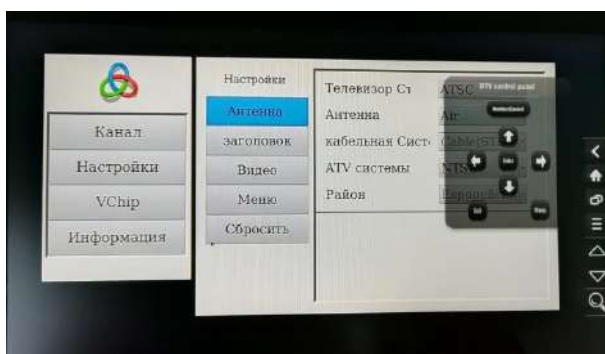 Канал
Настройки
VChip
Информация
Настройки
Антенна
заголовок
Видео
Меню
Сбросить
Телевизор Ст
Антенна
кабельная Сист
ATV системы
Район
ATSC
Air
DTV control panel